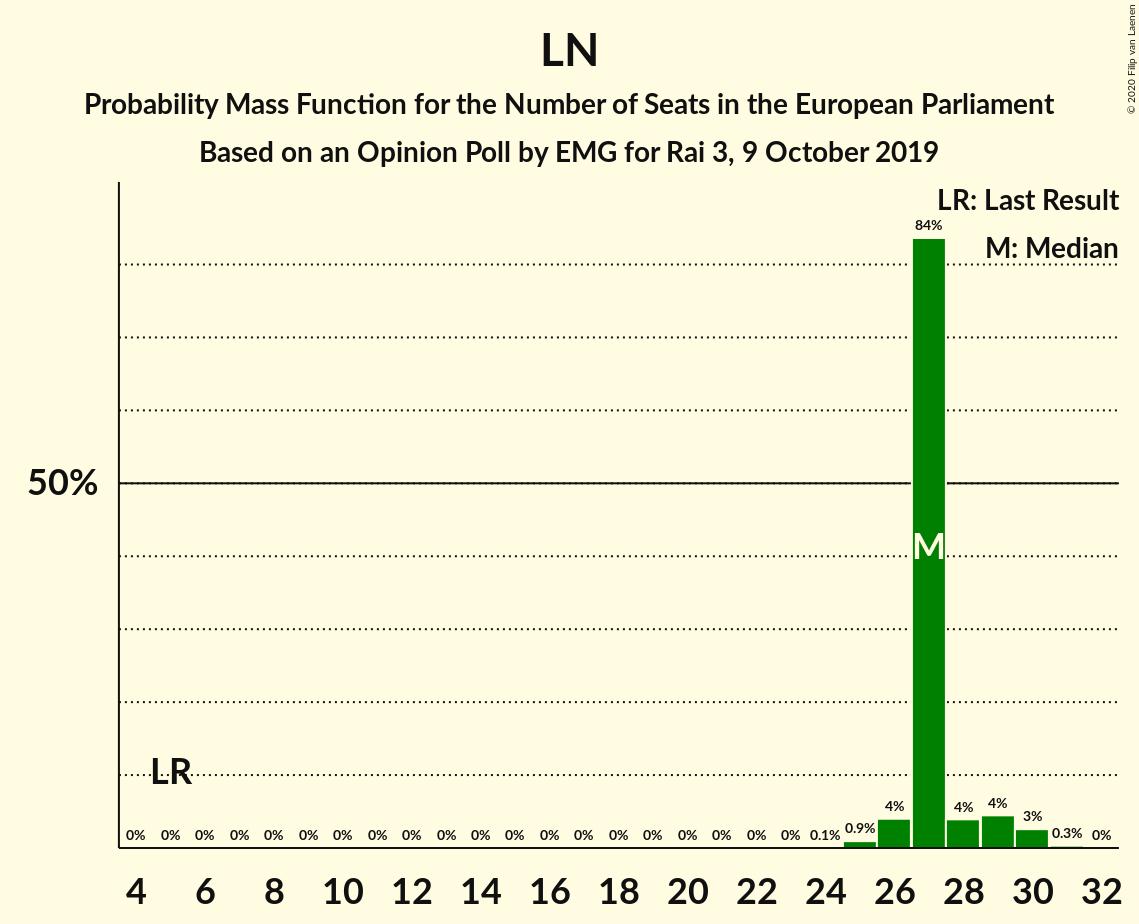 LN
Probability Mass Function for the Number of Seats in the European Parliament
Based on an Opinion Poll by EMG for Rai 3, 9 October 2019
© 2020 Filip van Laenen
LR: Last Result
M: Median
84%
50%
M
LR
0% 0% 0% 0% 0% 0% 0% 0% 0% 0% 0% 0% 0% 0% 0% 0% 0% 0% 0% 0% 0.1% 0.9% 4% 4% 4% 3% 0.3% 0%
4 6 8 10 12 14 16 18 20 22 24 26 28 30 32